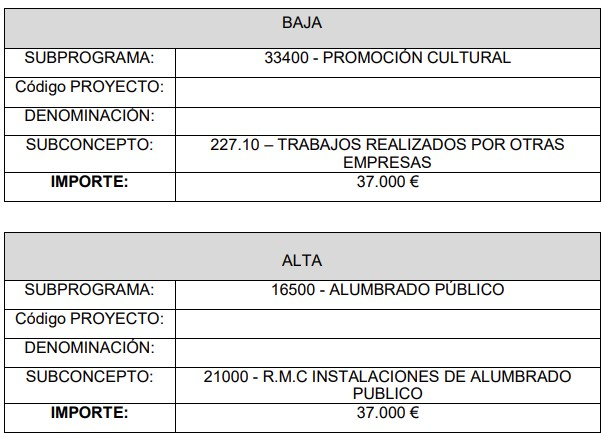 BAJA
SUBPROGRAMA: 33400 - PROMOCIÓN CULTURAL
Código PROYECTO:
DENOMINACIÓN:
SUBCONCEPTO: 227.10 – TRABAJOS REALIZADOS POR OTRAS
EMPRESAS
IMPORTE: 37.000 €
ALTA
SUBPROGRAMA: 16500 - ALUMBRADO PÚBLICO
Código PROYECTO:
DENOMINACIÓN:
SUBCONCEPTO: 21000 - R.M.C INSTALACIONES DE ALUMBRADO
PUBLICO
IMPORTE: 37.000 €